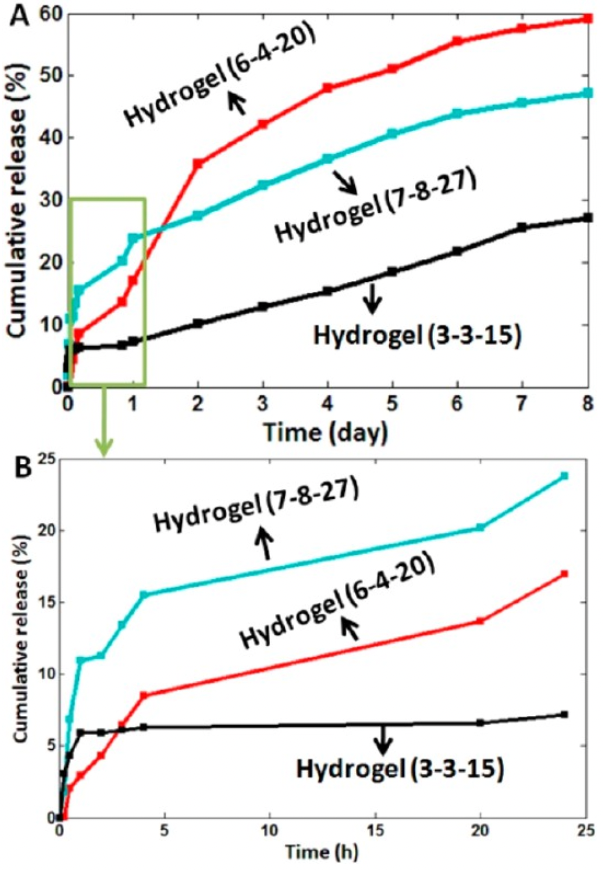 A
60
50
40
30
20
10
0
Cumulative release (%)
Hydrogel (6-4-20)
Hydrogel (7-8-27)
Hydrogel (3-3-15)
0 1 2 3 4 5 6 7 8
Time (day)
B
25
20
15
10
5
0
Cumulative release (%)
Hydrogel (7-8-27)
Hydrogel (6-4-20)
Hydrogel (3-3-15)
0 5 10 15 20 25
Time (h)